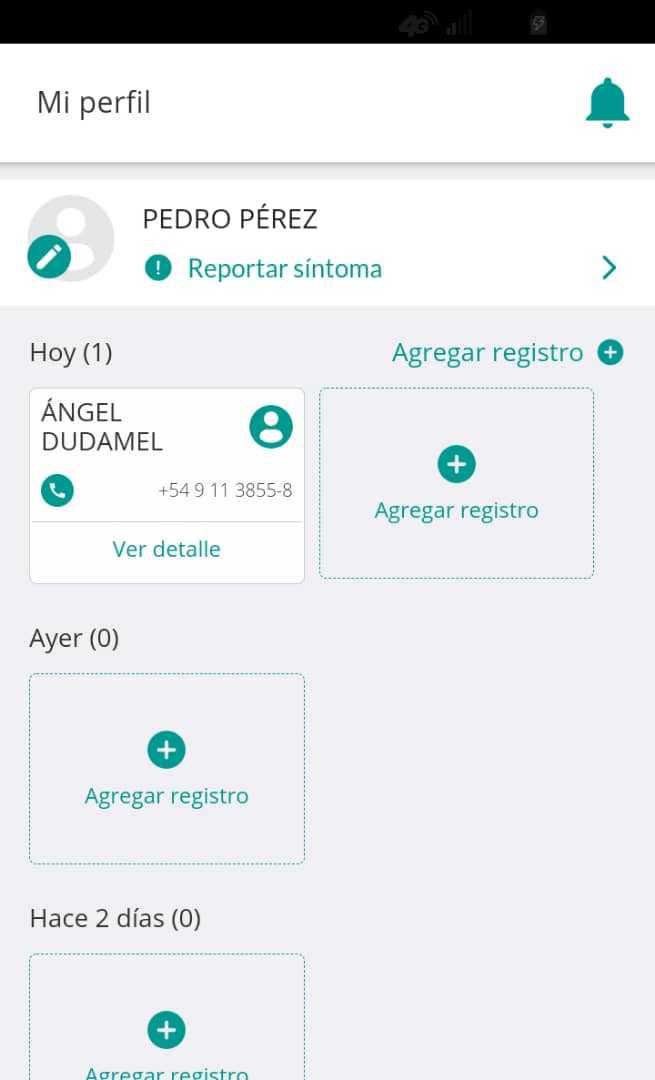 4G
Mi perfil
PEDRO PÉREZ
! Reportar síntoma
Hoy (1)
Agregar registro
ÁNGEL
DUDAMEL
+54 9 11 3855-8
Ver detalle
Agregar registro
Ayer (0)
Agregar registro
Hace 2 días (0)
Agregar registro